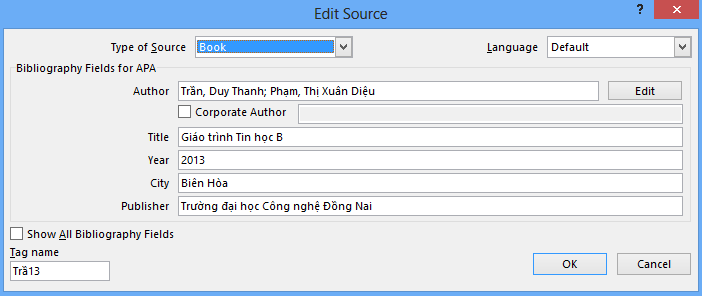 Edit Source
? ×
Type of Source Book Language Default
Bibliography Fields for APA
Author Trần, Duy Thanh; Phạm, Thị Xuân Diệu Edit
Corporate Author
Title Giáo trình Tin học B
Year 2013
City Biên Hòa
Publisher Trường đại học Công nghệ Đồng Nai
Show All Bibliography Fields
Tag name
Trầ13
OK Cancel